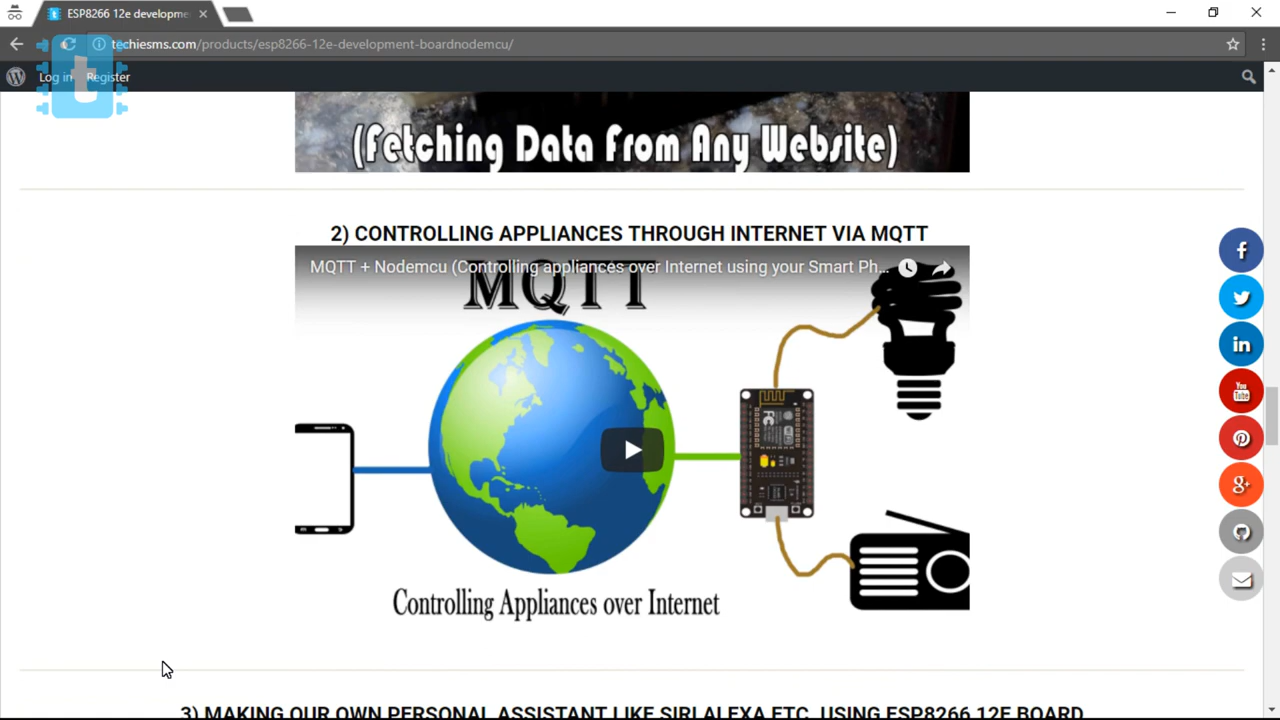 ESP8266 12e developme
techiesms.com/products/esp8266-12e-development-boardnodemcu/
Log in Register
t
(Fetching Data From Any Website)
2) CONTROLLING APPLIANCES THROUGH INTERNET VIA MQTT
MQTT + Nodemcu (Controlling appliances over Internet using your Smart Ph...
MQTT
Controlling Appliances over Internet
3) MAKING OUR OWN PERSONAL ASSISTANT LIKE SIRI, ALEXA ETC. USING ESP8266 12E BOARD